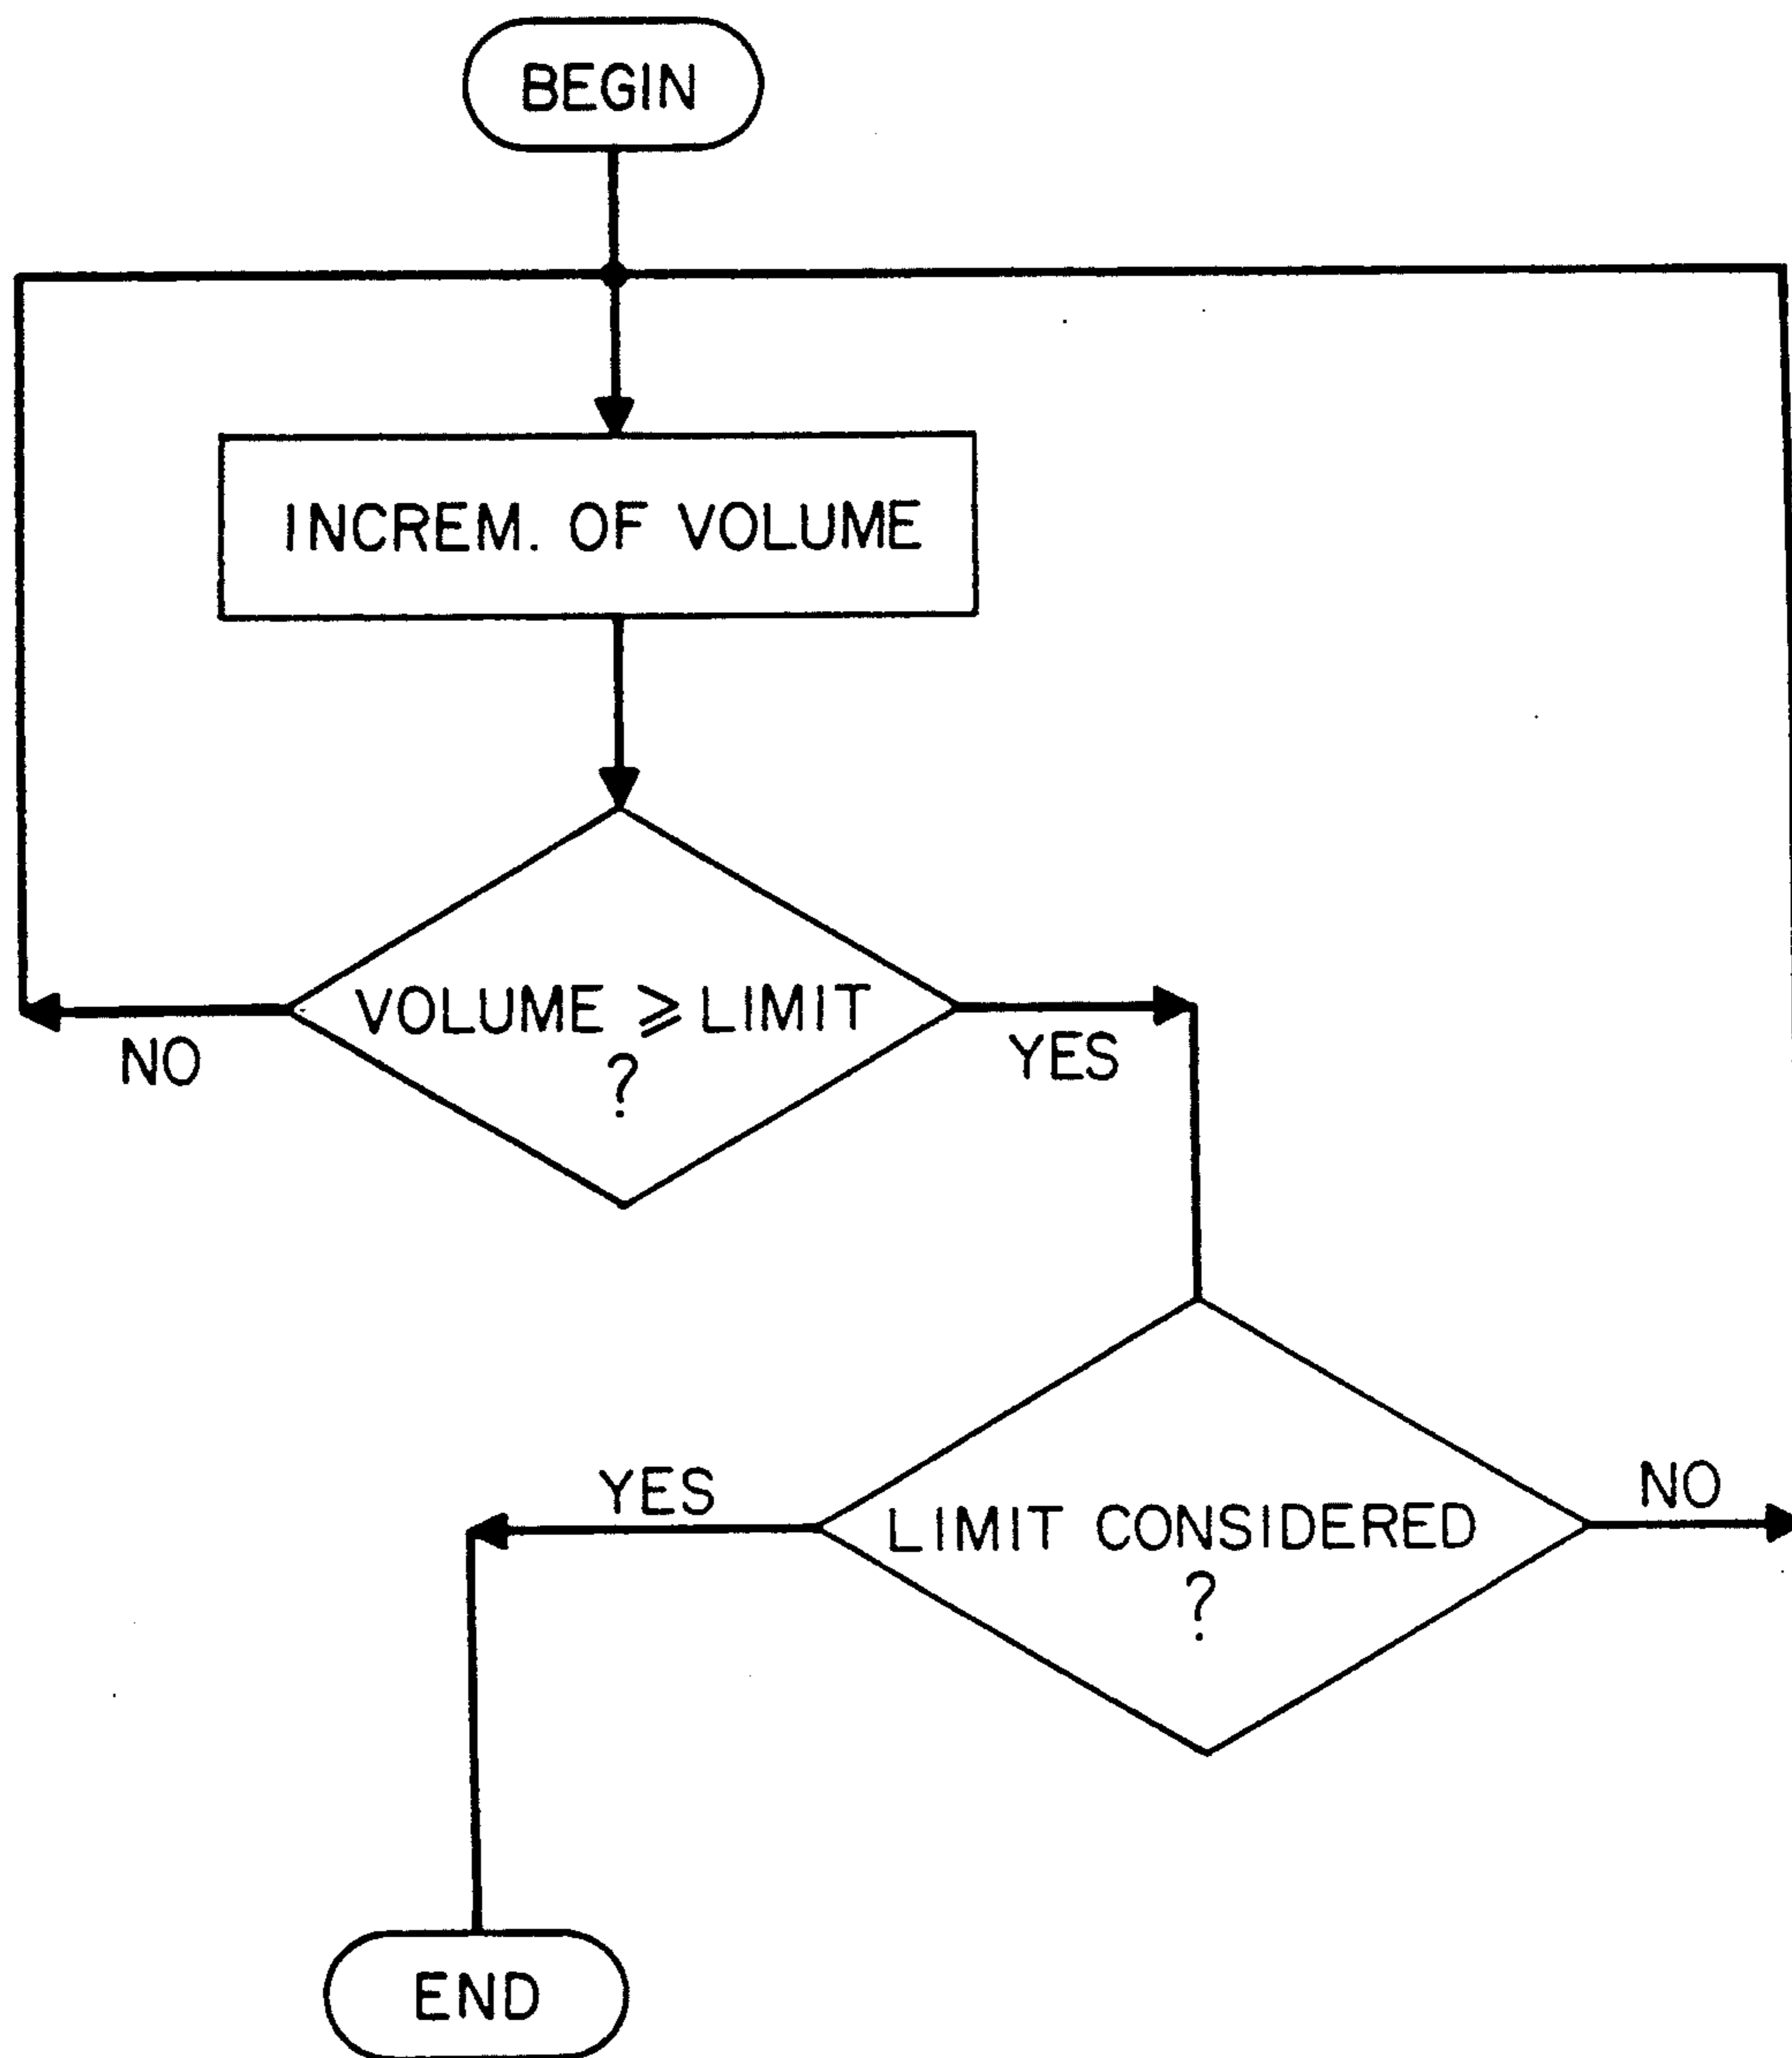 BEGIN
INCREM. OF VOLUME
VOLUME ⩾ LIMIT
?
NO
YES
YES
LIMIT CONSIDERED
?
NO
END